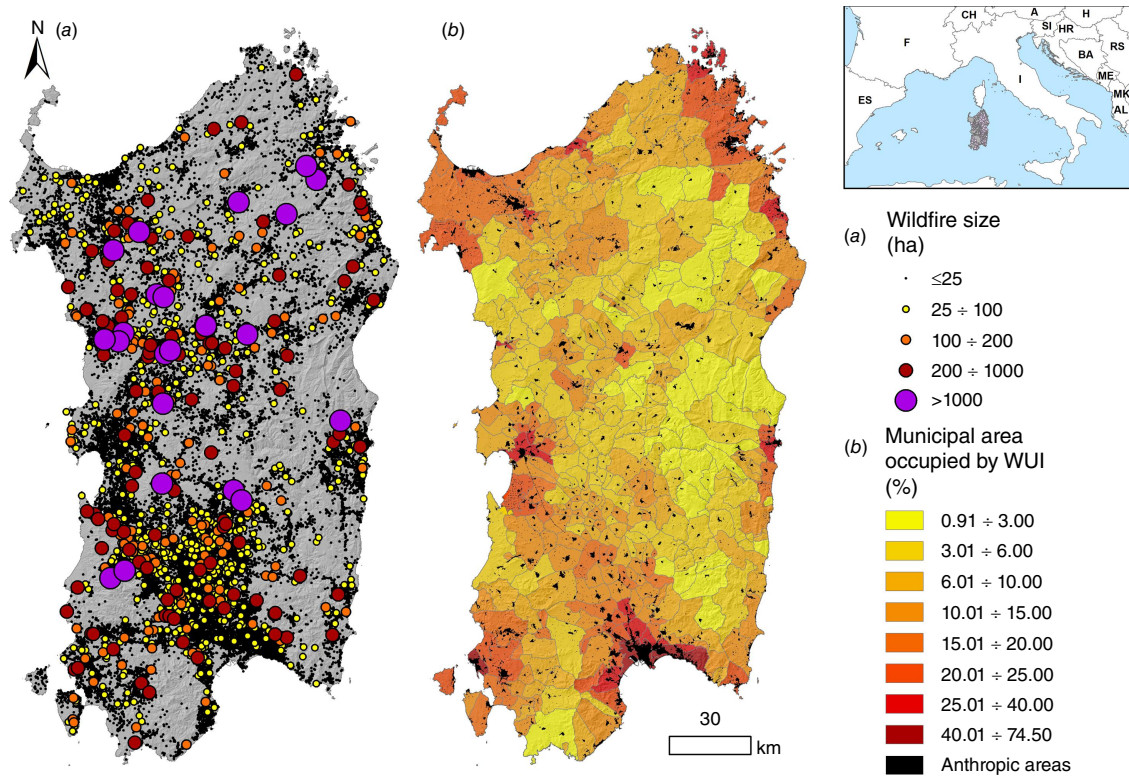 N
(a)
(b)
30
km
CH
A
H
SI
HR
F
RS
BA
I
ME
MK
ES
AL
(a) Wildfire size
(ha)
≤25
25 ÷ 100
100 ÷ 200
200 ÷ 1000
>1000
(b) Municipal area
occupied by WUI
(%)
0.91 ÷ 3.00
3.01 ÷ 6.00
6.01 ÷ 10.00
10.01 ÷ 15.00
15.01 ÷ 20.00
20.01 ÷ 25.00
25.01 ÷ 40.00
40.01 ÷ 74.50
Anthropic areas